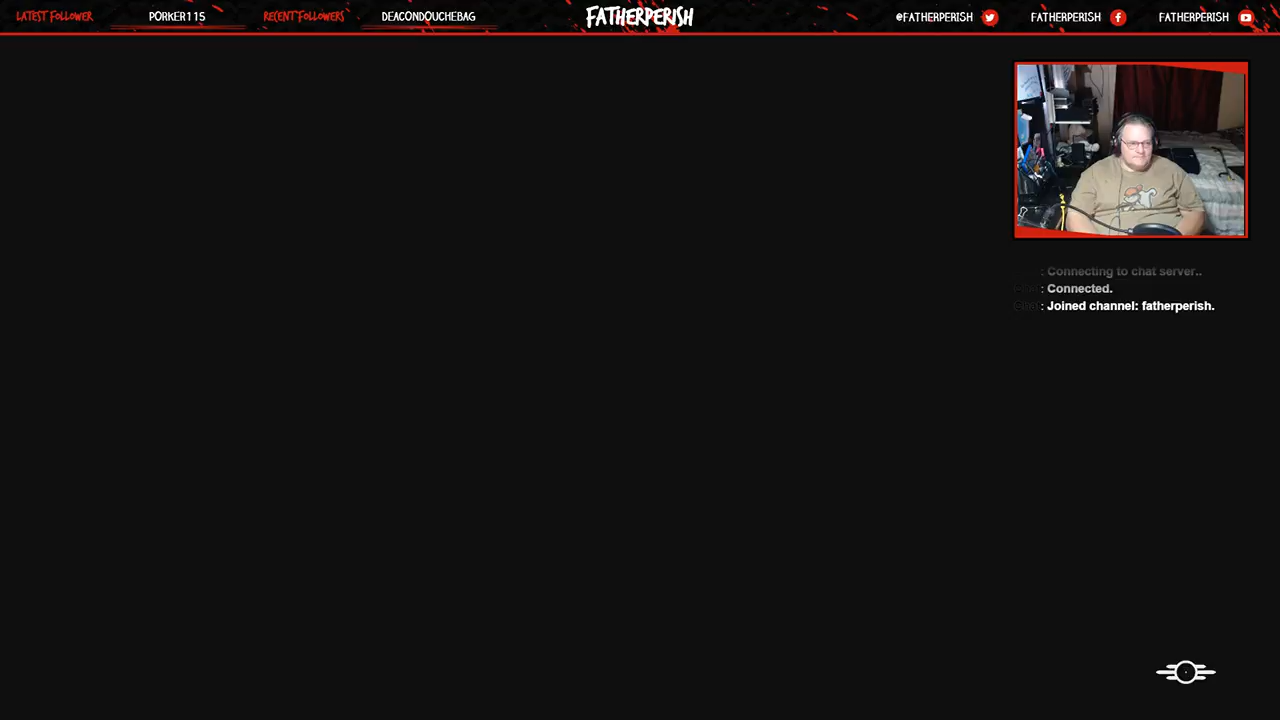 LATEST FOLLOWER PORKER115 RECENT FOLLOWERS DEACONDOUCHEBAG FATHERPERISH @FATHERPERISH FATHERPERISH FATHERPERISH
: Connecting to chat server..
: Connected.
: Joined channel: fatherperish.